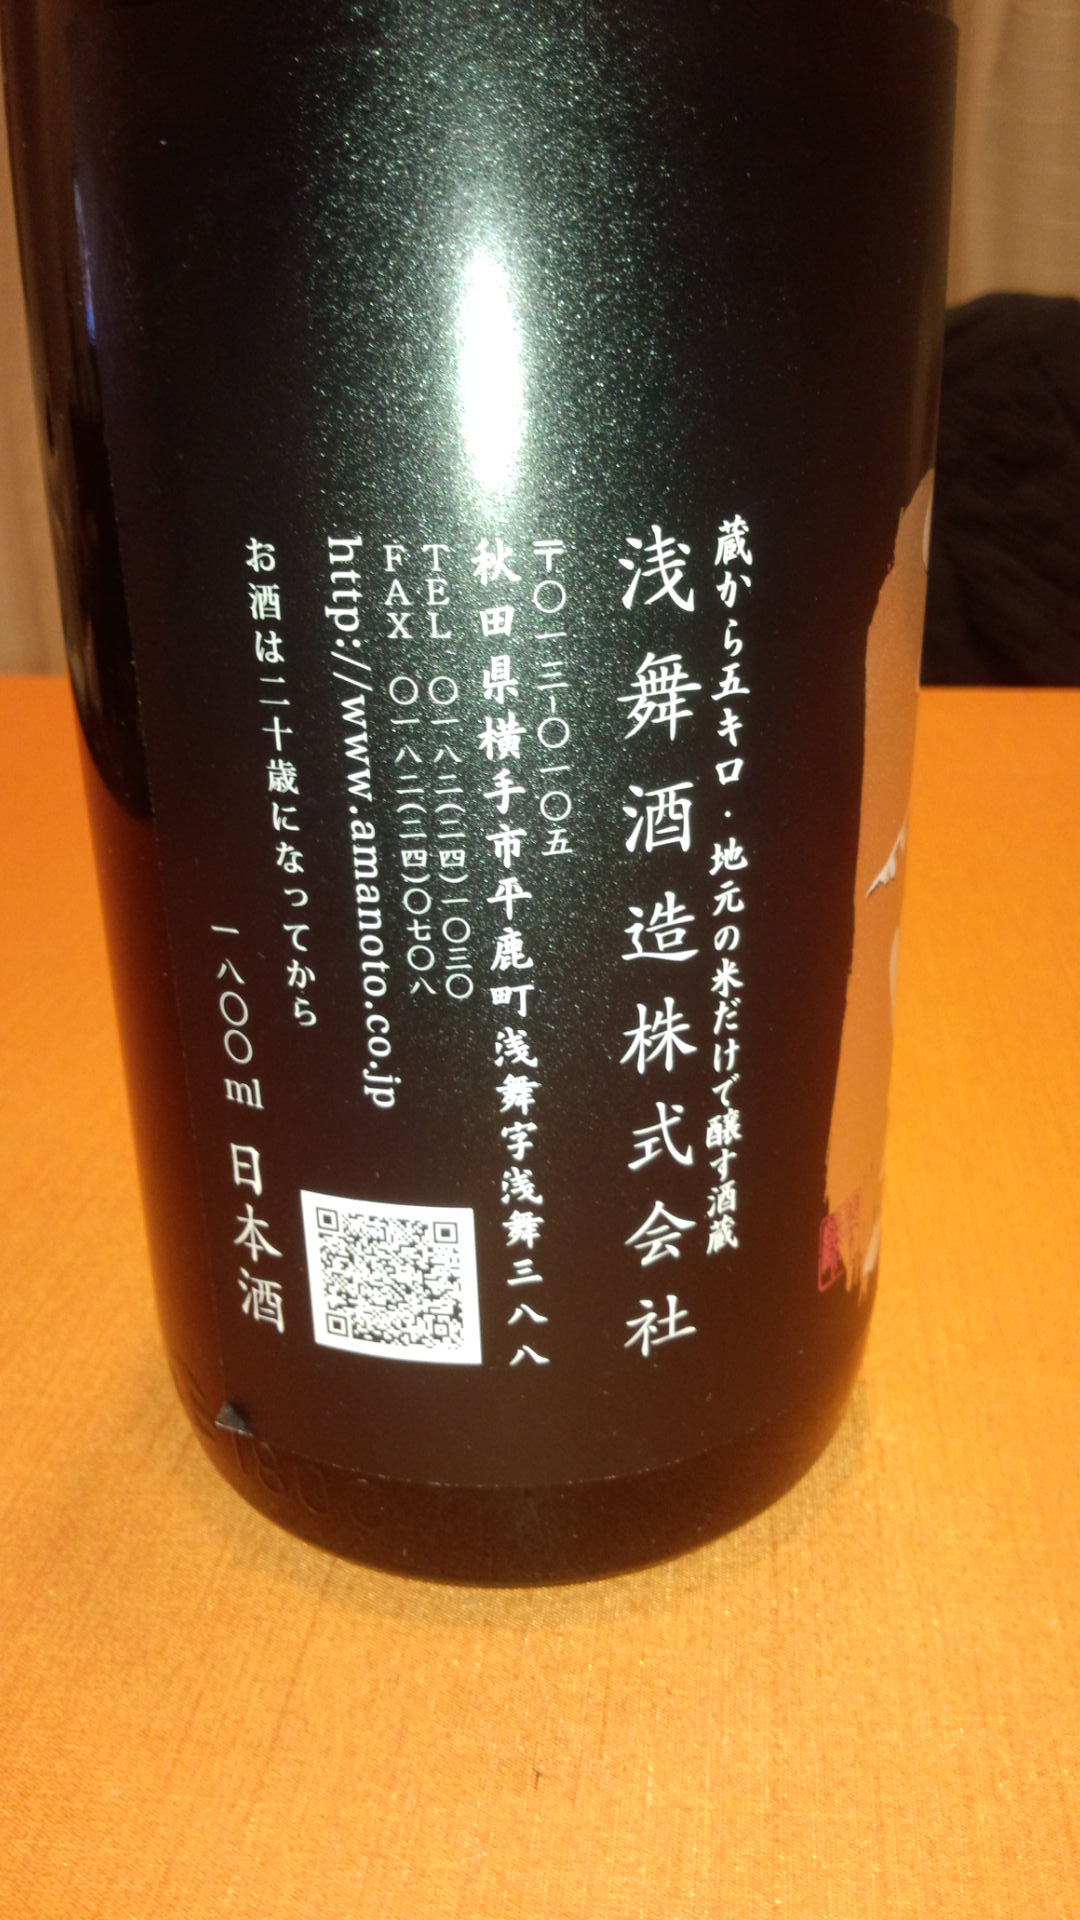 蔵から五キロ・地元の米だけで醸す酒蔵
浅舞酒造株式会社
〒〇一三-〇一〇五
秋田県横手市平鹿町浅舞字浅舞三八八
TEL 〇一八二(二四)一〇三〇
FAX 〇一八二(二四)〇七〇八
http://www.amanoto.co.jp
お酒は二十歳になってから
一八〇〇ml 日本酒